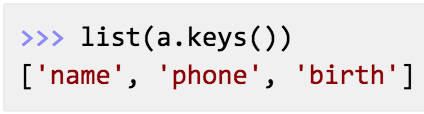 >>> list(a.keys())
['name', 'phone', 'birth']